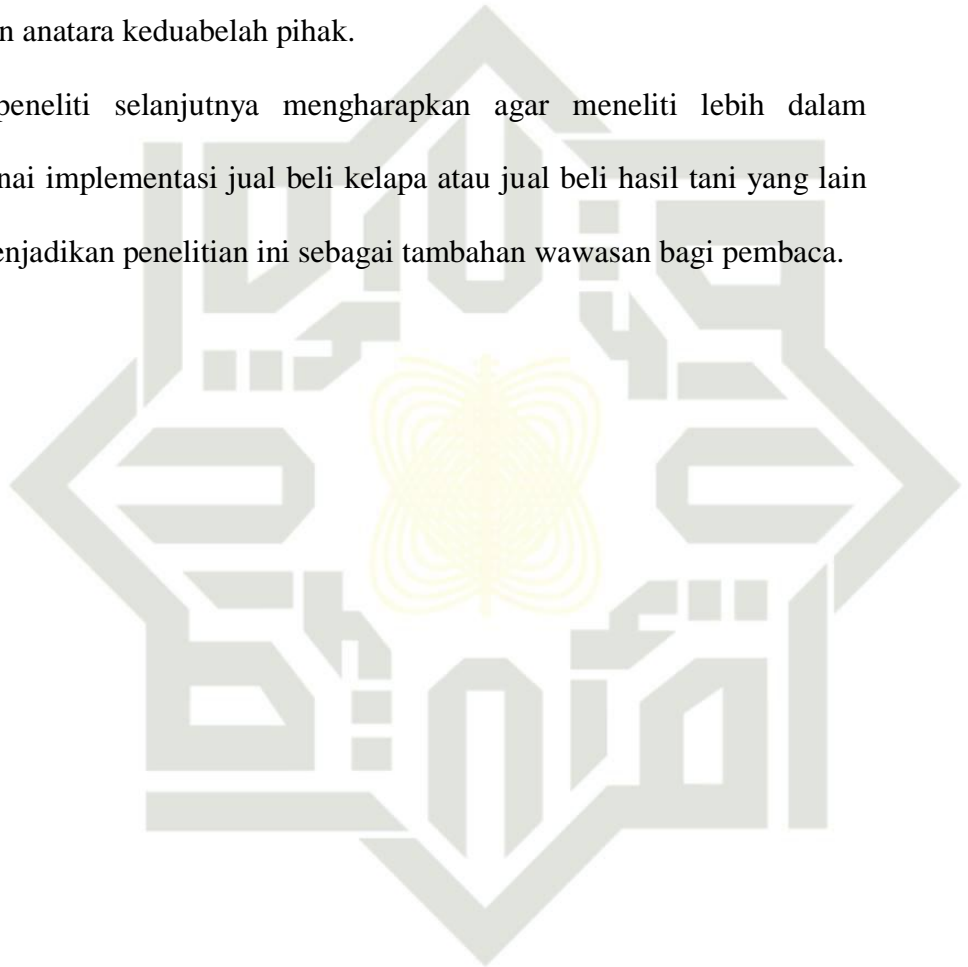 n anatara keduabelah pihak.
peneliti selanjutnya mengharapkan agar meneliti lebih dalam
nai implementasi jual beli kelapa atau jual beli hasil tani yang lain
enjadikan penelitian ini sebagai tambahan wawasan bagi pembaca.